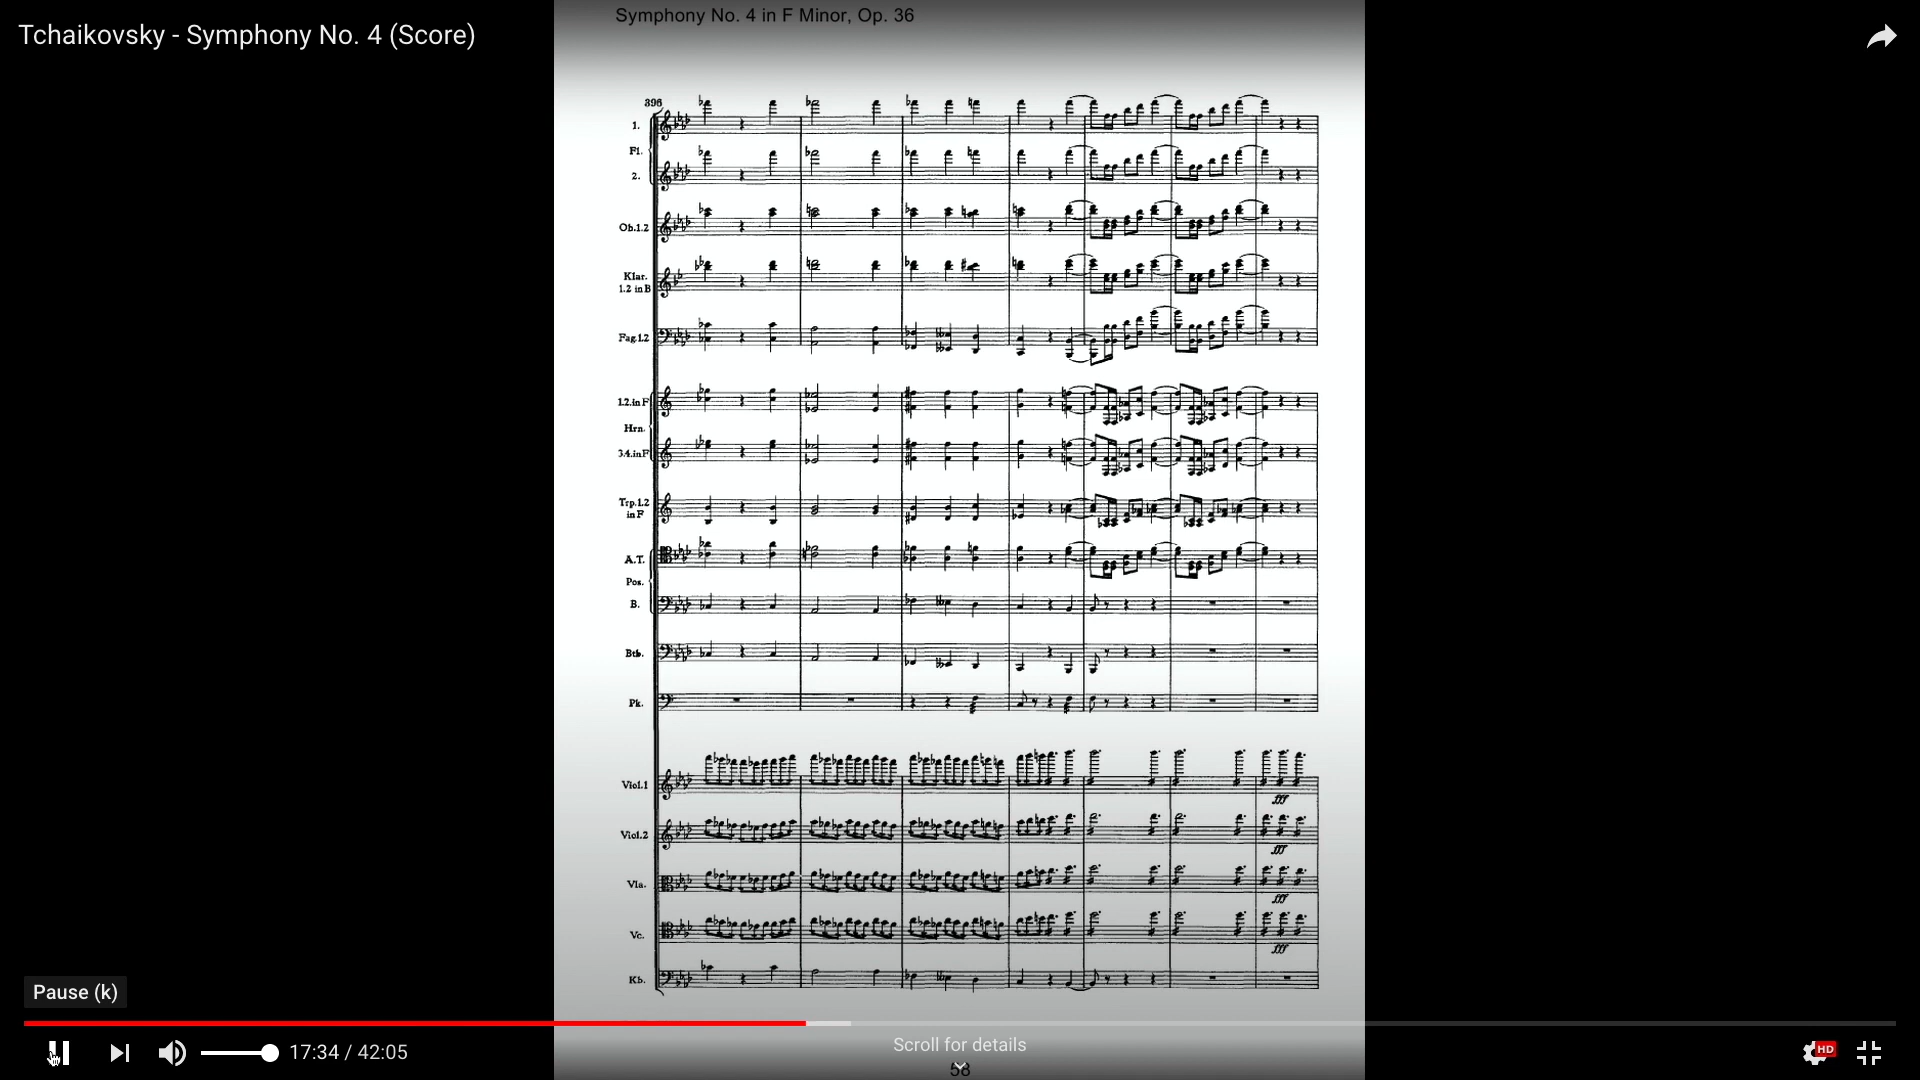 Symphony No. 4 in F Minor, Op. 36
Tchaikovsky - Symphony No. 4 (Score)
396
1.
Fl.
2.
Ob.1.2
Klar.
1.2 in B
Fag.1.2
1.2.in F
Hrn.
3.4.in F
Trp.1.2
in F
A.T.
Pos.
B.
Btb.
Pk.
Viol.1
fff
Viol.2
fff
Vla.
fff
Vc.
fff
Kb.
Pause (k)
17:34 / 42:05
Scroll for details
HD
58